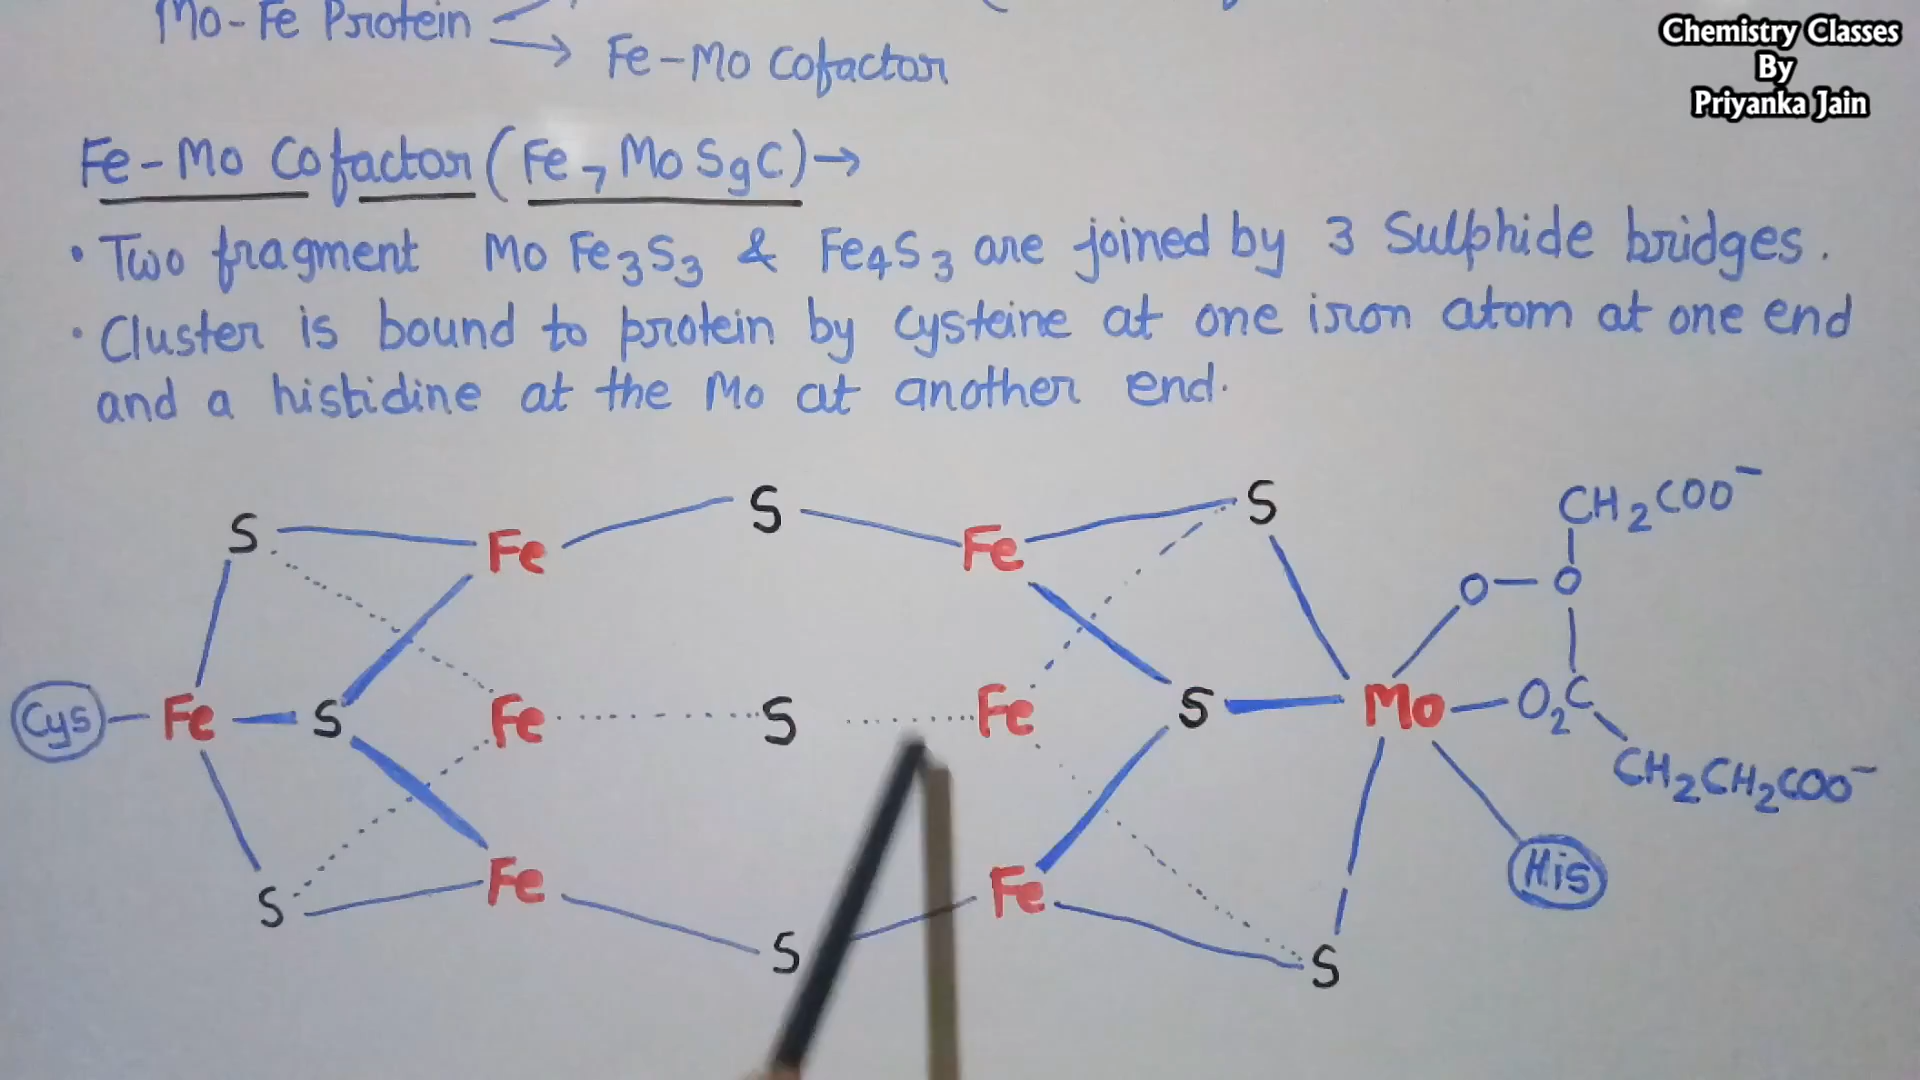 Mo-Fe Protein
Fe-Mo Cofactor
Chemistry Classes
By
Priyanka Jain
Fe-Mo Cofactor (Fe7MoS9C)→
• Two fragment MoFe3S3 & Fe4S3 are joined by 3 Sulphide bridges.
• Cluster is bound to protein by cysteine at one iron atom at one end
and a histidine at the Mo at another end.
S Fe S Fe S CH2COO-
O-O
Cys Fe S Fe S Fe S Mo O2C
CH2CH2COO-
S Fe S Fe S His